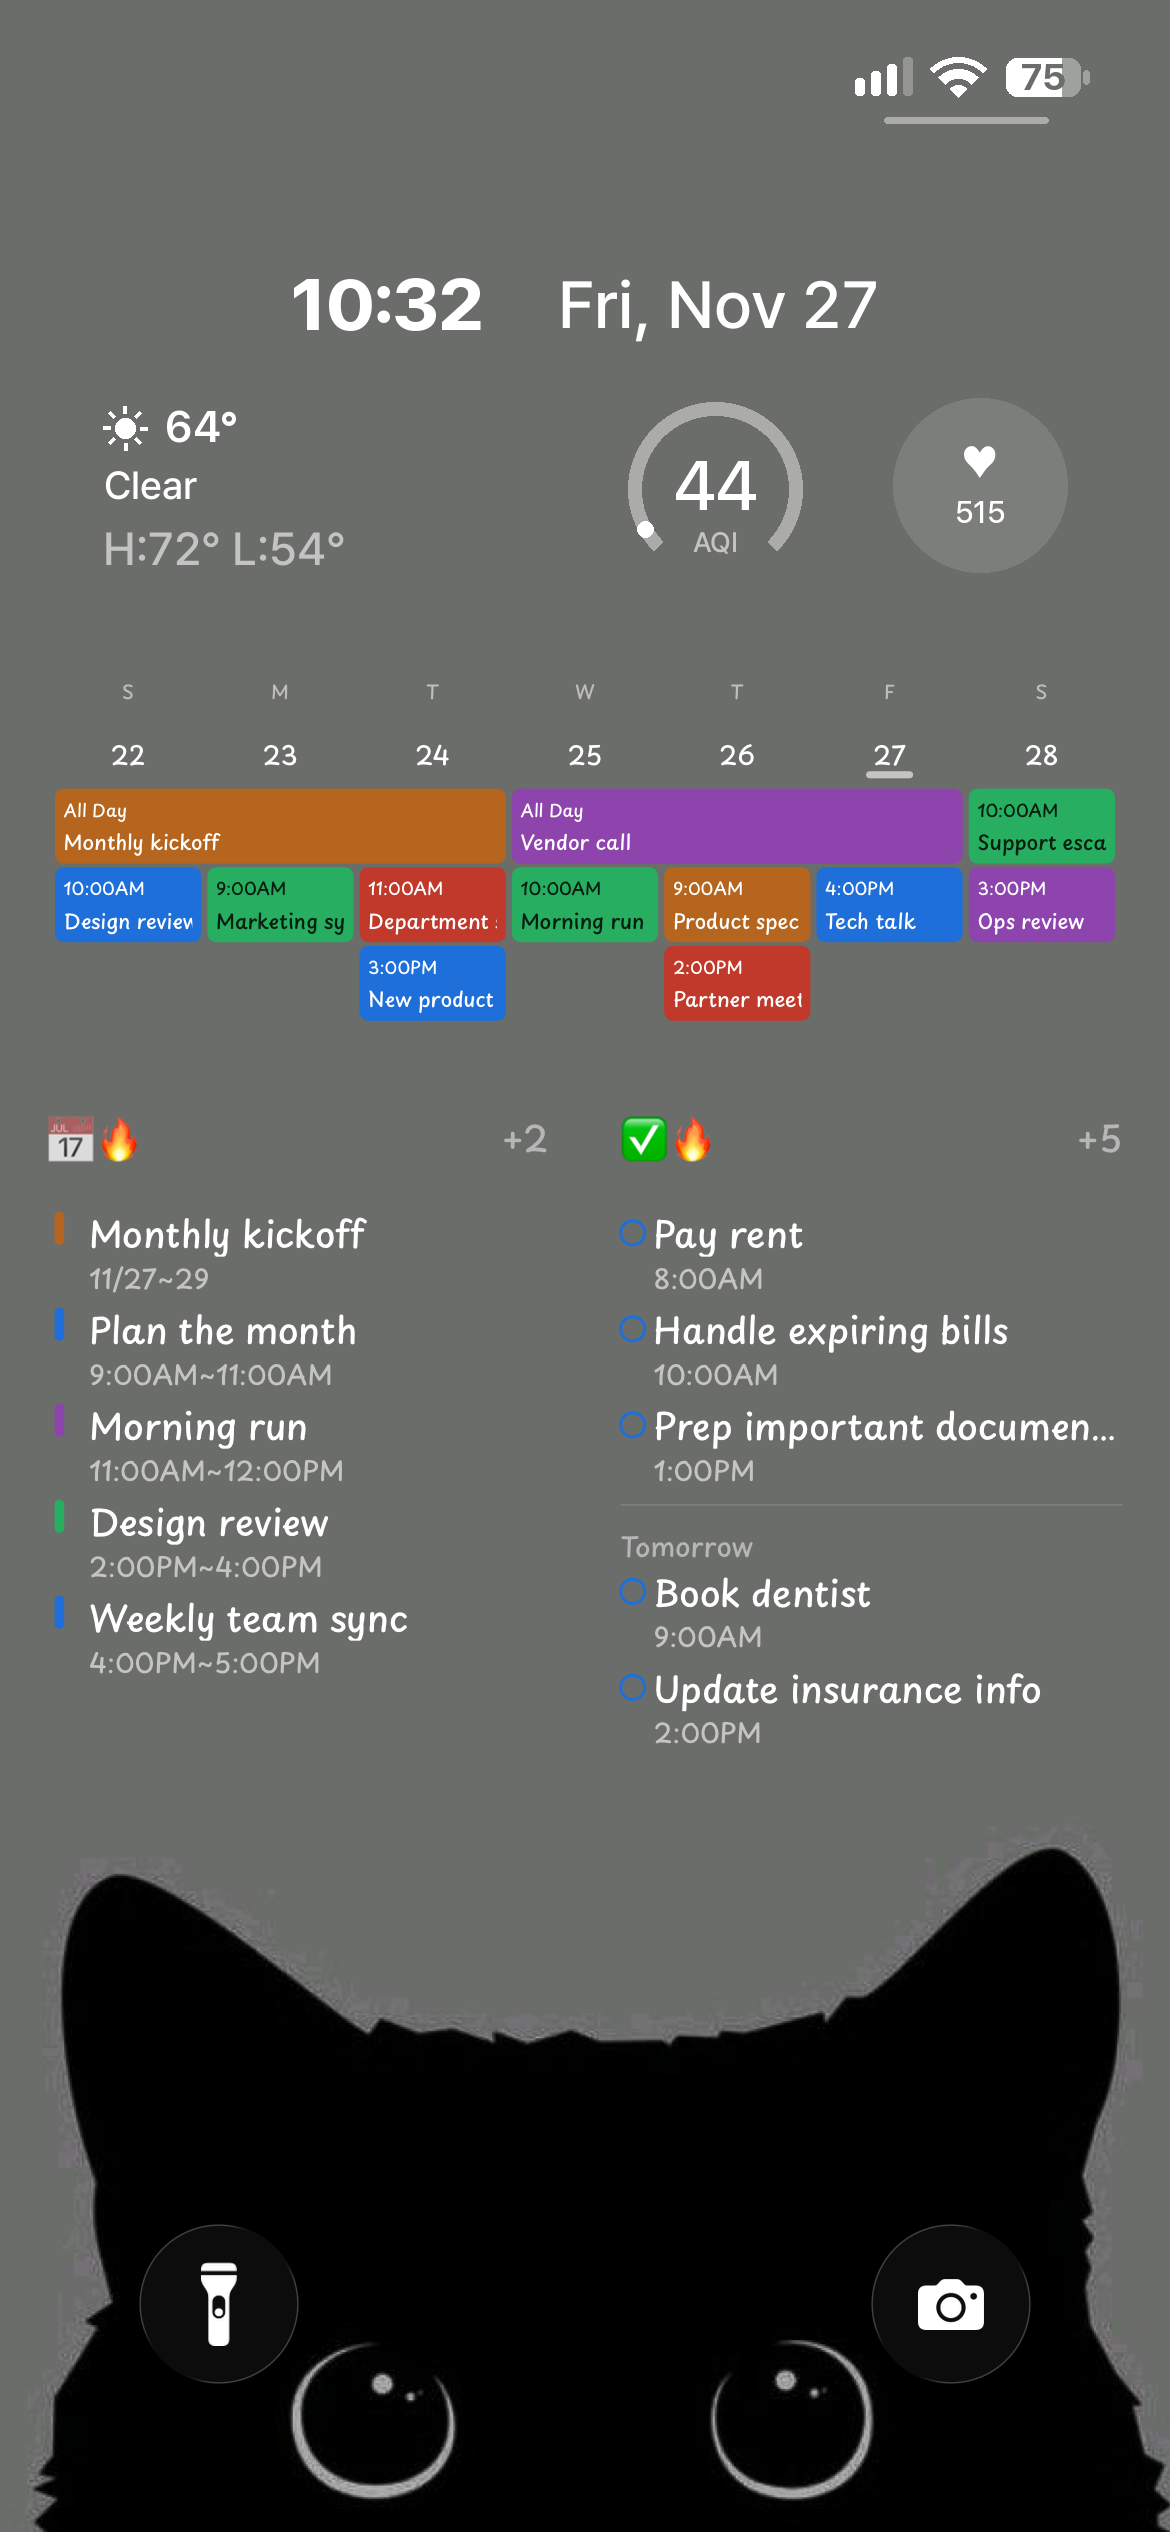 75
10:32 Fri, Nov 27
64°
Clear
H:72° L:54°
44
AQI
515
S M T W T F S
22 23 24 25 26 27 28
All Day
Monthly kickoff
All Day
Vendor call
10:00AM
Support esca
10:00AM
Design review
9:00AM
Marketing sy
11:00AM
Department
10:00AM
Morning run
9:00AM
Product spec
4:00PM
Tech talk
3:00PM
Ops review
3:00PM
New product
2:00PM
Partner meet
JUL
17
+2
Monthly kickoff
11/27~29
Plan the month
9:00AM~11:00AM
Morning run
11:00AM~12:00PM
Design review
2:00PM~4:00PM
Weekly team sync
4:00PM~5:00PM
+5
Pay rent
8:00AM
Handle expiring bills
10:00AM
Prep important documen...
1:00PM
Tomorrow
Book dentist
9:00AM
Update insurance info
2:00PM